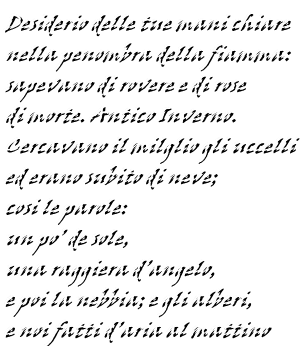 Desiderio delle tue mani chiare
nella penombra della fiamma:
sapevano di rovere e di rose
di morte. Antico Inverno.
Cercavano il milglio gli uccelli
ed erano subito di neve;
cosi le parole:
un po' de sole,
una raggiera d'angelo,
e poi la nebbia; e gli alberi,
e noi fatti d'aria al mattino